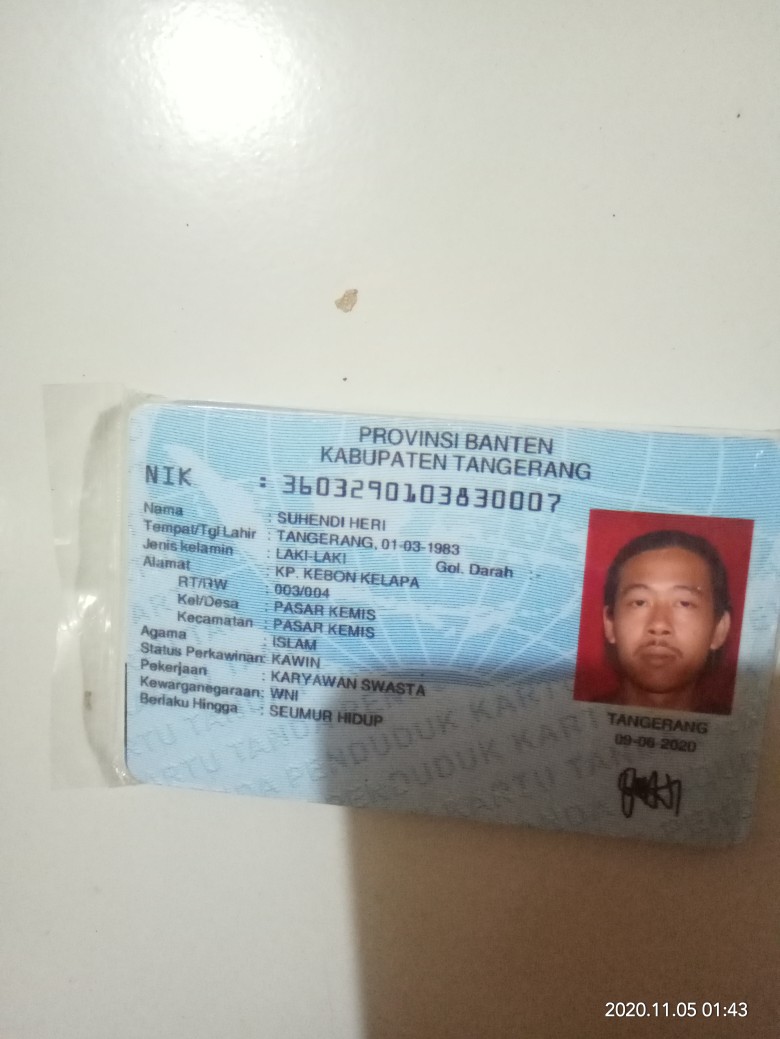 PROVINSI BANTEN
KABUPATEN TANGERANG
NIK : 3603290103830007
Nama : SUHENDI HERI
Tempat/Tgl Lahir : TANGERANG, 01-03-1983
Jenis kelamin : LAKI-LAKI Gol. Darah : -
Alamat : KP. KEBON KELAPA
RT/RW : 003/004
Kel/Desa : PASAR KEMIS
Kecamatan : PASAR KEMIS
Agama : ISLAM
Status Perkawinan: KAWIN
Pekerjaan : KARYAWAN SWASTA
Kewarganegaraan: WNI
Berlaku Hingga : SEUMUR HIDUP
TANGERANG
09-06-2020
KARTU TANDA PENDUDUK
2020.11.05 01:43